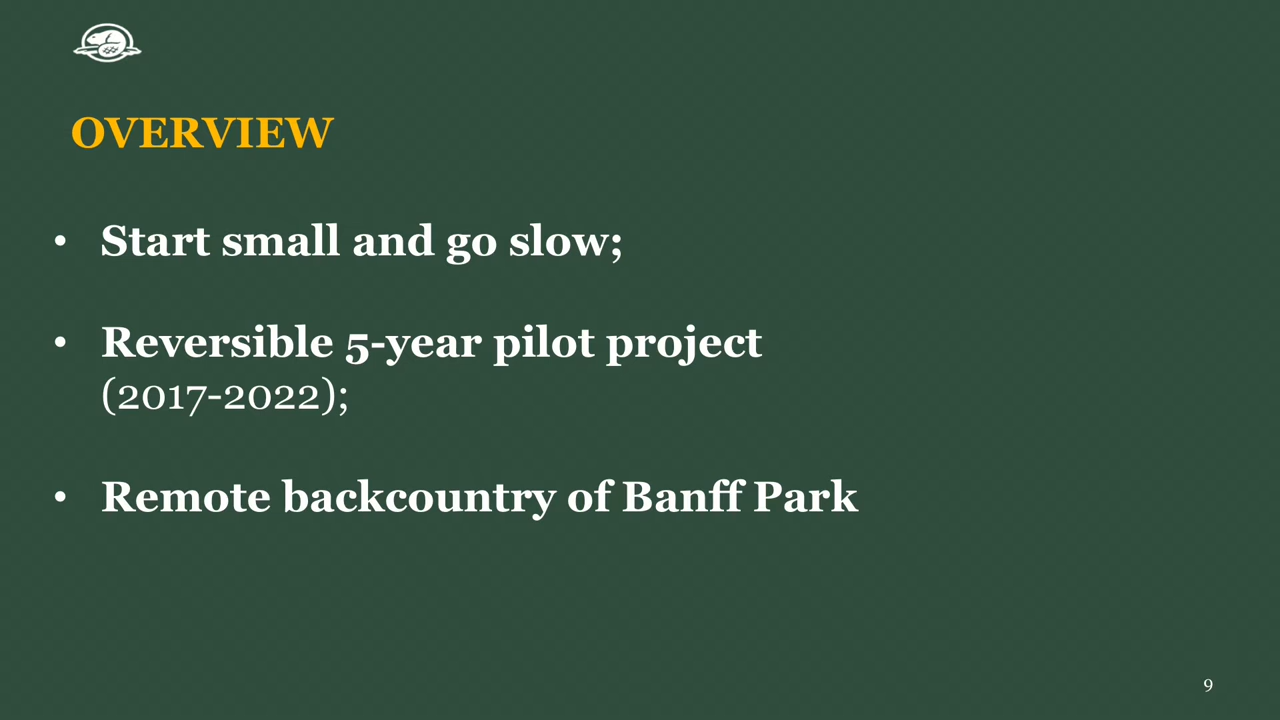 OVERVIEW
• Start small and go slow;
• Reversible 5-year pilot project
(2017-2022);
• Remote backcountry of Banff Park
9